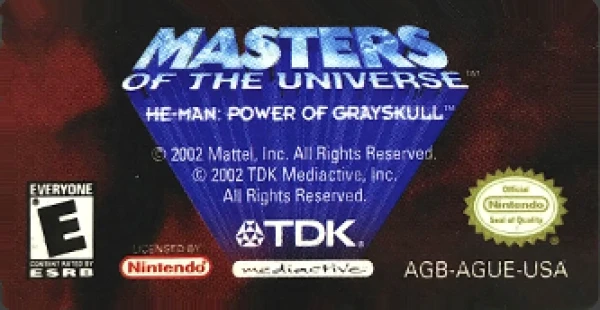 MASTERS
OF THE UNIVERSE™
HE-MAN: POWER OF GRAYSKULL™
© 2002 Mattel, Inc. All Rights Reserved.
© 2002 TDK Mediactive, Inc.
All Rights Reserved.
EVERYONE
E
CONTENT RATED BY
ESRB
LICENSED BY
Nintendo
TDK®
mediactive
Official
Nintendo
Seal of Quality
AGB-AGUE-USA